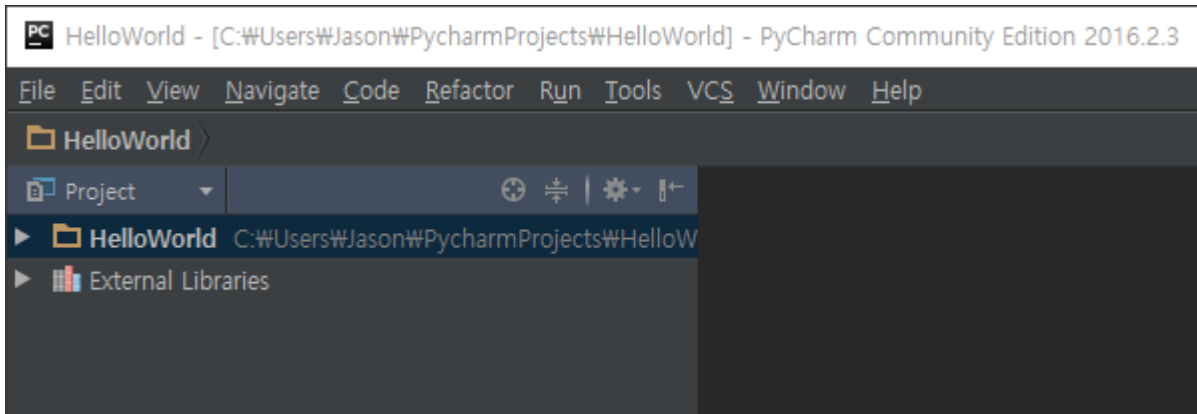 PC HelloWorld - [C:₩Users₩Jason₩PycharmProjects₩HelloWorld] - PyCharm Community Edition 2016.2.3
File Edit View Navigate Code Refactor Run Tools VCS Window Help
HelloWorld
Project
HelloWorld C:₩Users₩Jason₩PycharmProjects₩HelloW
External Libraries